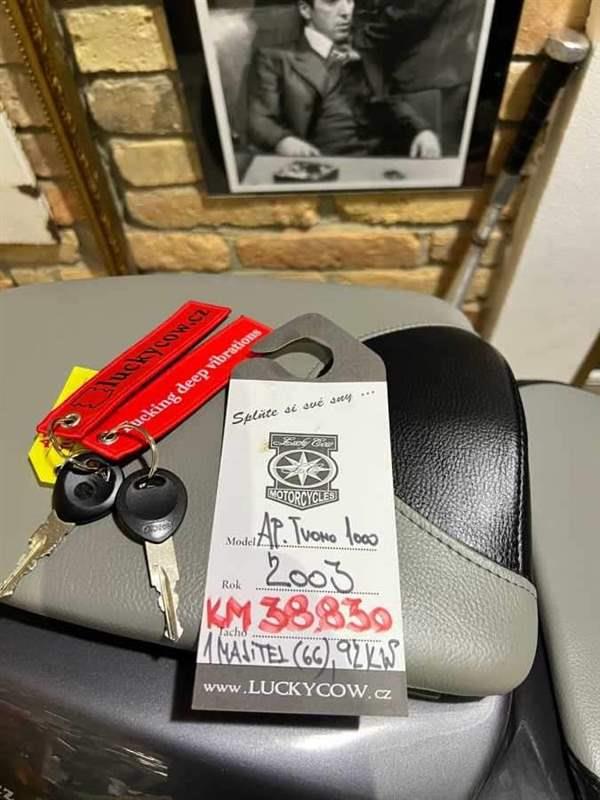 luckycow.cz
Fucking deep vibrations
Splňte si své sny ...
Lucky Cow
MOTORCYCLES
Model AP. TUONO 1000
Rok 2003
KM 38.830
Tacho
1 MAJITEL (66), 92 KW
www.LUCKYCOW.cz